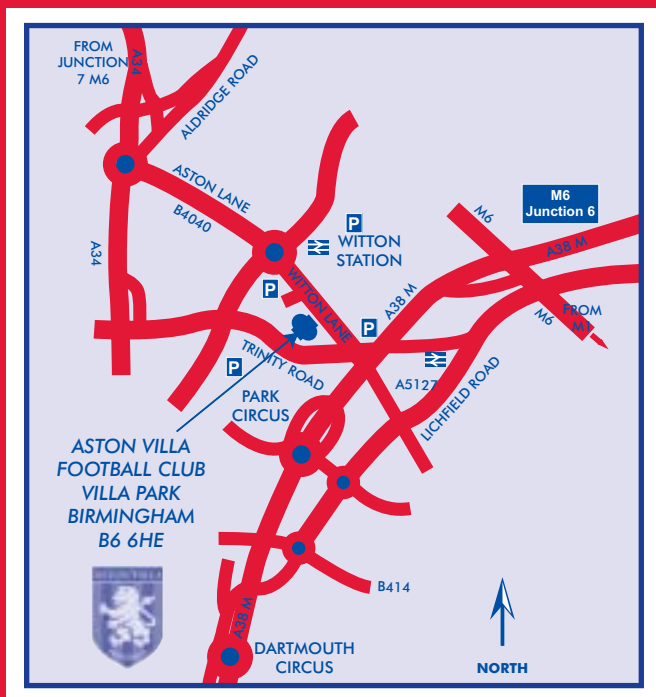 FROM
JUNCTION
7 M6
A34
ALDRIDGE ROAD
ASTON LANE
B4040
A34
P
WITTON
STATION
M6
Junction 6
M6
A38 M
P
WITTON LANE
A38 M
P
M6
FROM
M1
TRINITY ROAD
P
A5127
LICHFIELD ROAD
PARK
CIRCUS
ASTON VILLA
FOOTBALL CLUB
VILLA PARK
BIRMINGHAM
B6 6HE
ASTON VILLA
B414
A38 M
DARTMOUTH
CIRCUS
NORTH